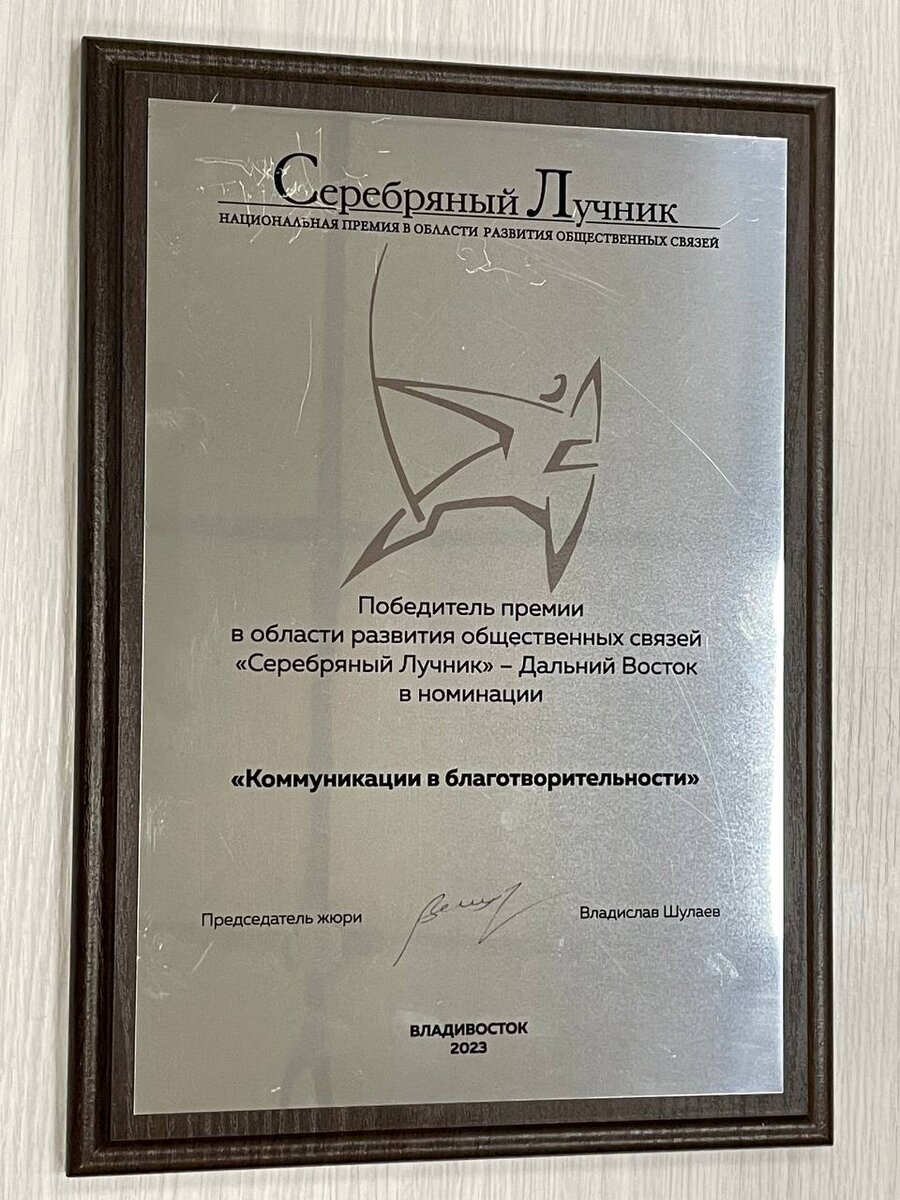 Серебряный Лучник
НАЦИОНАЛЬНАЯ ПРЕМИЯ В ОБЛАСТИ РАЗВИТИЯ ОБЩЕСТВЕННЫХ СВЯЗЕЙ
Победитель премии
в области развития общественных связей
«Серебряный Лучник» – Дальний Восток
в номинации
«Коммуникации в благотворительности»
Председатель жюри
Владислав Шулаев
ВЛАДИВОСТОК
2023